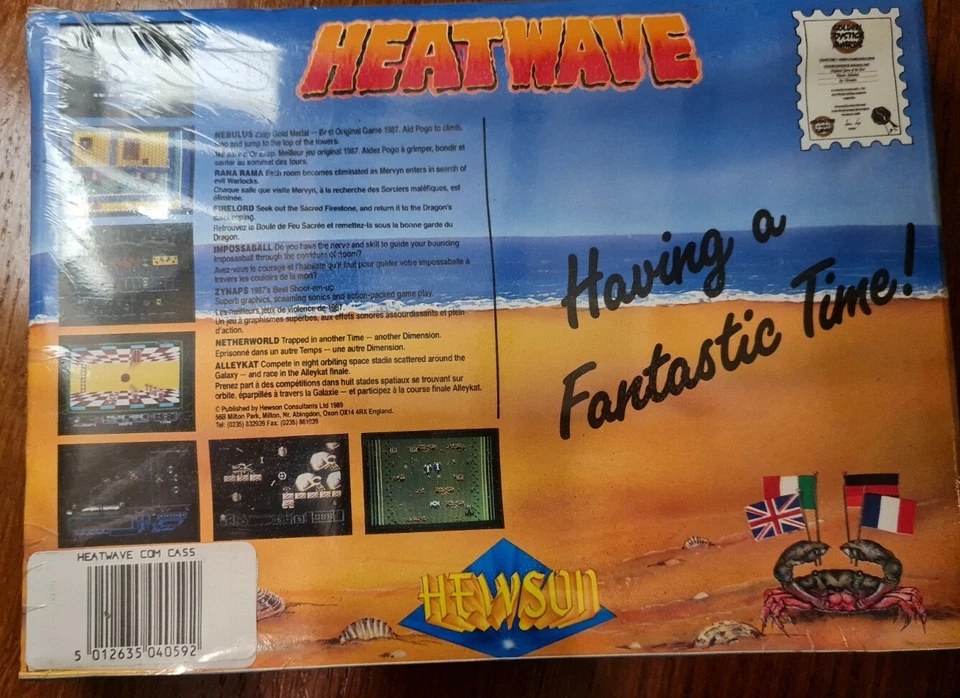 HEATWAVE
GOLDEN
JOYSTICK
AWARDS
NEBULUS Zzap Gold Medal — Best Original Game 1987. Aid Pogo to climb,
and jump to the top of the towers.
Meilleur jeu original 1987. Aidez Pogo à grimper, bondir et
sauter au sommet des tours.
RANA RAMA Each room becomes eliminated as Mervyn enters in search of
evil Warlocks.
Chaque salle que visite Mervyn, à la recherche des Sorciers maléfiques, est
éliminée.
FIRELORD Seek out the Sacred Firestone, and return it to the Dragon's
Retrouvez la Boule de Feu Sacrée et remettez-la sous la bonne garde du
Dragon.
IMPOSSABALL Do you have the nerve and skill to guide your bouncing
Impossaball through the corridors of doom?
Avez-vous le courage et l'habileté qu'il faut pour guider votre impossaballe à
travers les couloirs de la mort?
ZYNAPS 1987's Best Shoot-em-up
Superb graphics, screaming sonics and action-packed game play.
Les meilleurs jeux de violence de 1987.
Un jeu à graphismes superbes, aux effets sonores assourdissants et plein
d'action.
NETHERWORLD Trapped in another Time — another Dimension.
Eprisonné dans un autre Temps — une autre Dimension.
ALLEYKAT Compete in eight orbiting space stadia scattered around the
Galaxy — and race in the Alleykat finale.
Prenez part à des compétitions dans huit stades spatiaux se trouvant sur
orbite, éparpillés à travers la Galaxie — et participez à la course finale Alleykat.
© Published by Hewson Consultants Ltd 1989
56B Milton Park, Milton, Nr. Abingdon, Oxon OX14 4RX England.
Tel: (0235) 832939 Fax: (0235) 861039
Having a
Fantastic Time!
HEWSON
HEATWAVE COM CASS
5 012635 040592